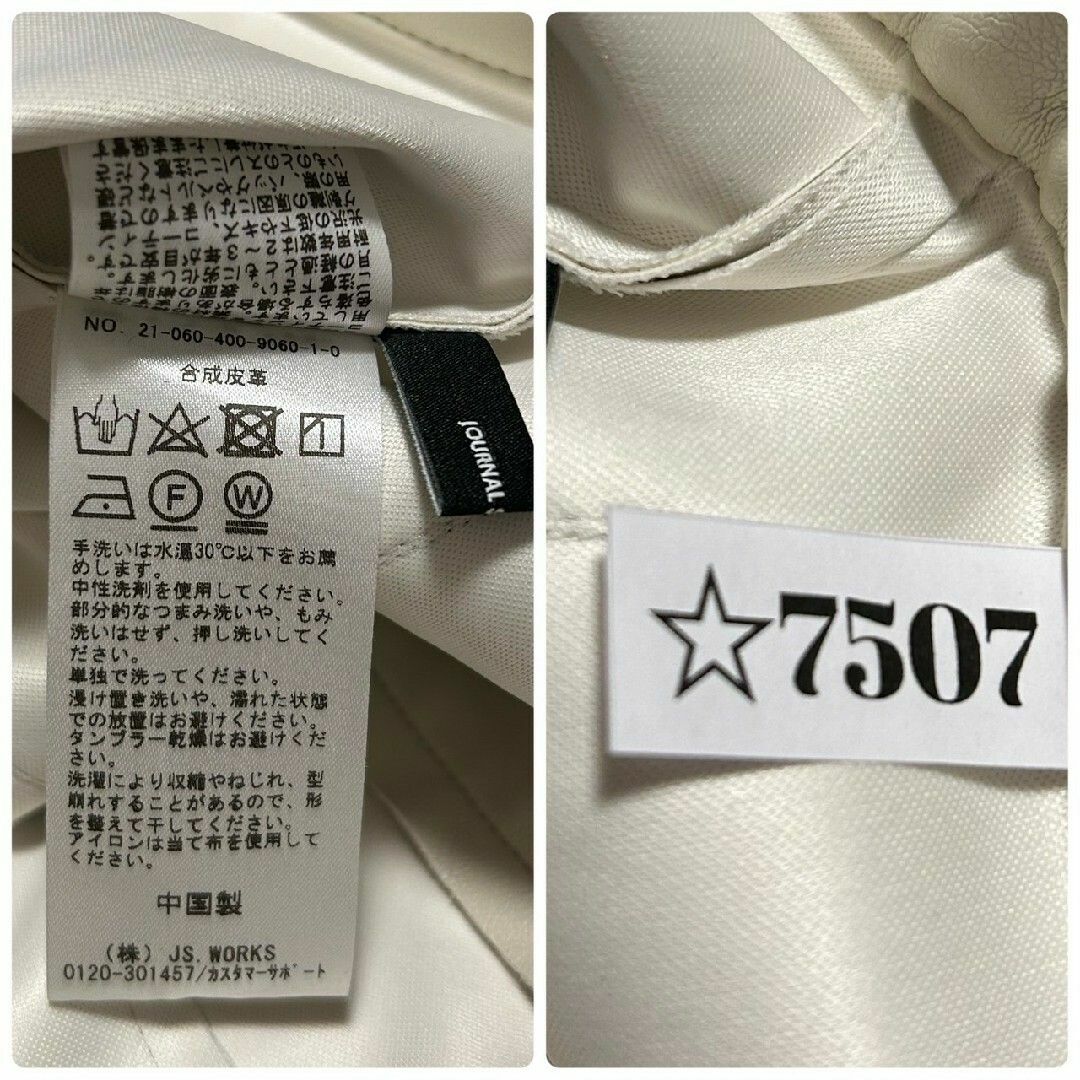 NO. 21-060-400-9060-1-0
合成皮革
F
W
手洗いは水温30℃以下をお薦
めします。
中性洗剤を使用してください。
部分的なつまみ洗いや、もみ
洗いはせず、押し洗いしてく
ださい。
単独で洗ってください。
浸け置き洗いや、濡れた状態
での放置はお避けください。
タンブラー乾燥はお避けくだ
さい。
洗濯により収縮やねじれ、型
崩れすることがあるので、形
を整えて干してください。
アイロンは当て布を使用して
ください。
中国製
(株) JS.WORKS
0120-301457/カスタマーサポート
JOURNAL
☆7507